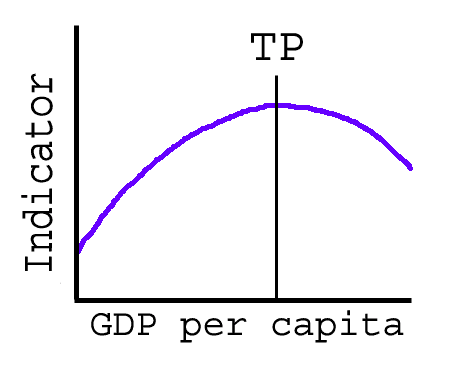 TP
Indicator
GDP per capita